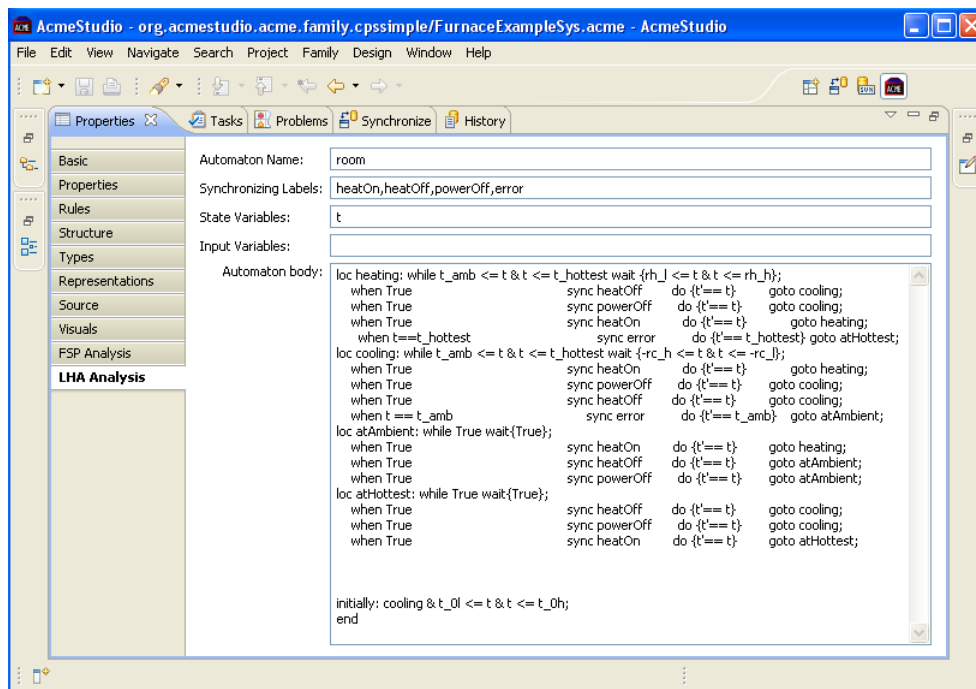 AcmeStudio - org.acmestudio.acme.family.cpssimple/FurnaceExampleSys.acme - AcmeStudio
File Edit View Navigate Search Project Family Design Window Help
SUN ACME
Properties Tasks Problems Synchronize History
Basic
Properties
Rules
Structure
Types
Representations
Source
Visuals
FSP Analysis
LHA Analysis
Automaton Name: room
Synchronizing Labels: heatOn,heatOff,powerOff,error
State Variables: t
Input Variables:
Automaton body:
loc heating: while t_amb <= t & t <= t_hottest wait {rh_l <= t & t <= rh_h};
when True sync heatOff do {t'== t} goto cooling;
when True sync powerOff do {t'== t} goto cooling;
when True sync heatOn do {t'== t} goto heating;
when t==t_hottest sync error do {t'== t_hottest} goto atHottest;
loc cooling: while t_amb <= t & t <= t_hottest wait {-rc_h <= t & t <= -rc_l};
when True sync heatOn do {t'== t} goto heating;
when True sync powerOff do {t'== t} goto cooling;
when True sync heatOff do {t'== t} goto cooling;
when t == t_amb sync error do {t'== t_amb} goto atAmbient;
loc atAmbient: while True wait{True};
when True sync heatOn do {t'== t} goto heating;
when True sync heatOff do {t'== t} goto atAmbient;
when True sync powerOff do {t'== t} goto atAmbient;
loc atHottest: while True wait{True};
when True sync heatOff do {t'== t} goto cooling;
when True sync powerOff do {t'== t} goto cooling;
when True sync heatOn do {t'== t} goto atHottest;
initially: cooling & t_0l <= t & t <= t_0h;
end